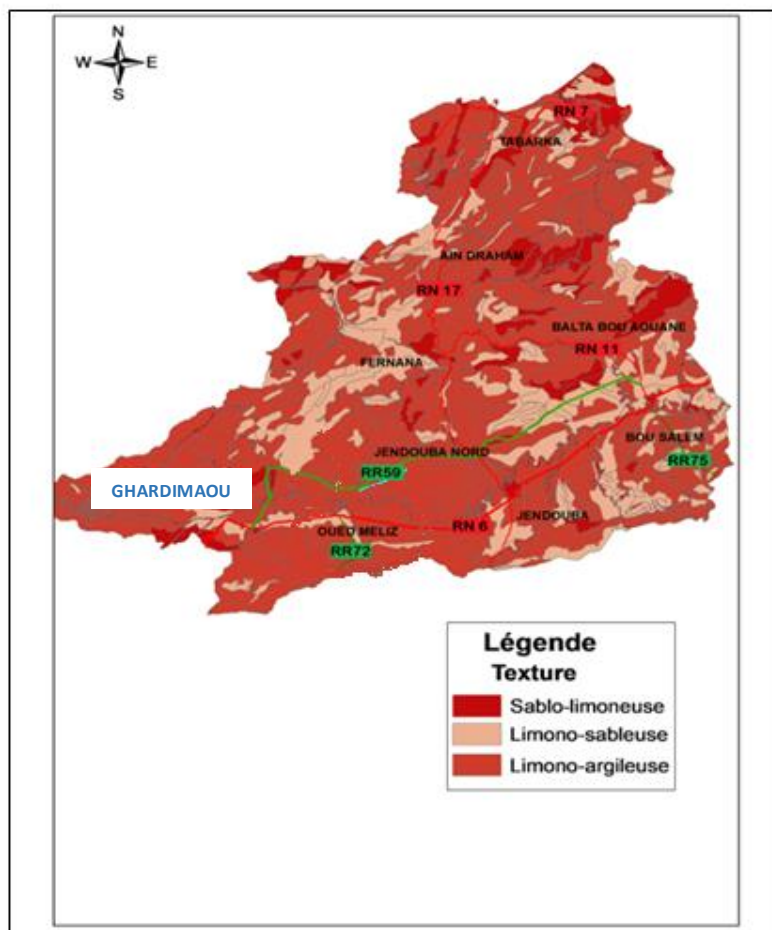 N
W E
S
RN 7
TABARKA
AIN DRAHAM
RN 17
BALTA BOU AOUANE
RN 11
FERNANA
BOU SALEM
JENDOUBA NORD
RR59
RR75
GHARDIMAOU
JENDOUBA
RN 6
OUED MELIZ
RR72
Légende
Texture
Sablo-limoneuse
Limono-sableuse
Limono-argileuse